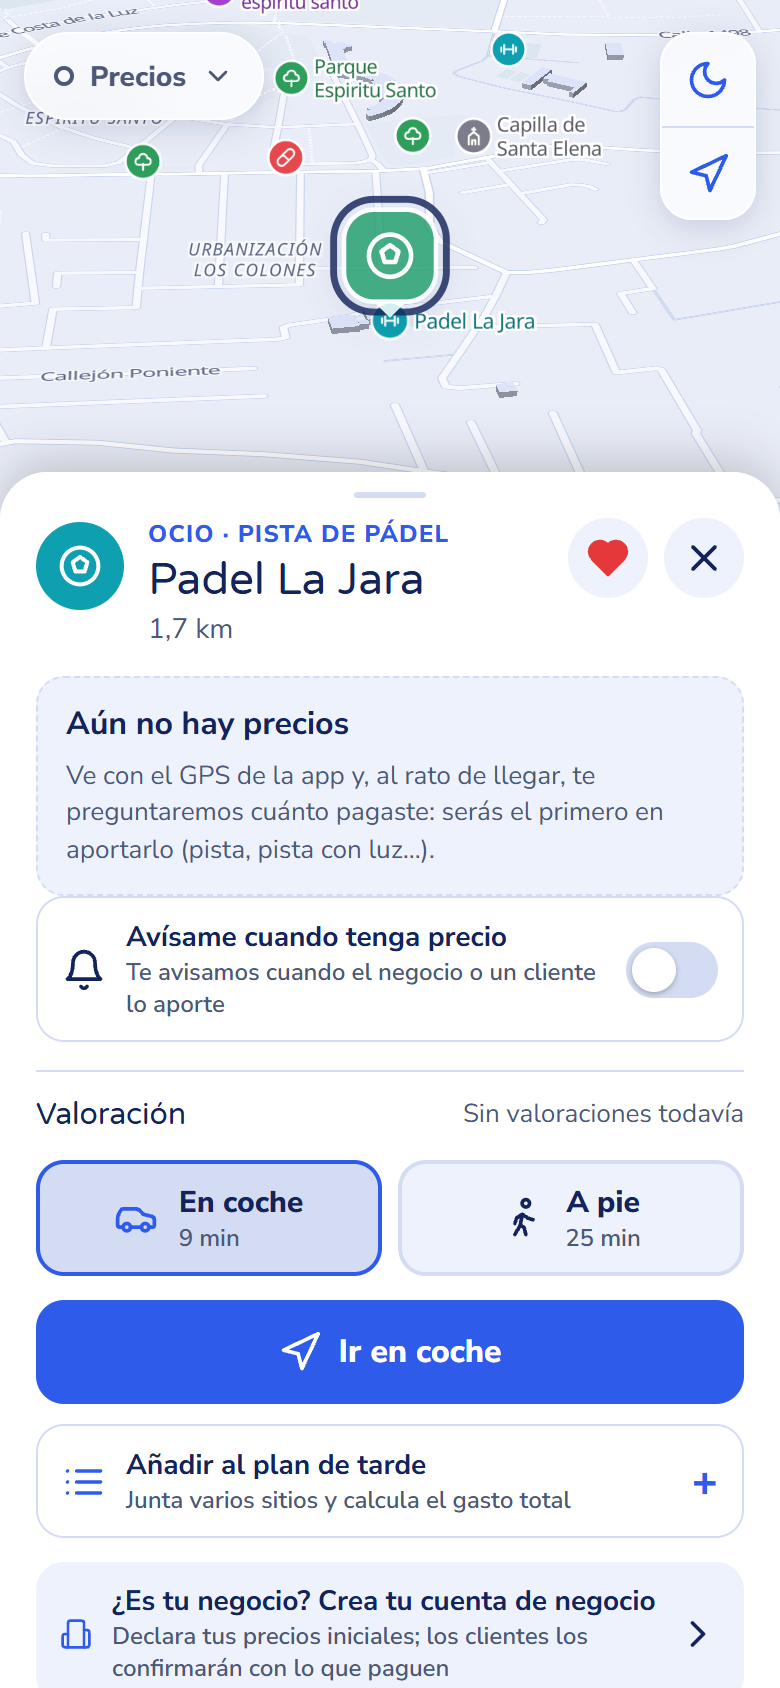 espíritu santo
e Costa de la Luz
Precios
Parque
Espiritu Santo
ESPÍRITU SANTO
Capilla de
Santa Elena
URBANIZACIÓN
LOS COLONES
Padel La Jara
Callejón Poniente
OCIO · PISTA DE PÁDEL
Padel La Jara
1,7 km
Aún no hay precios
Ve con el GPS de la app y, al rato de llegar, te
preguntaremos cuánto pagaste: serás el primero en
aportarlo (pista, pista con luz...).
Avísame cuando tenga precio
Te avisamos cuando el negocio o un cliente
lo aporte
Valoración
Sin valoraciones todavía
En coche
9 min
A pie
25 min
Ir en coche
Añadir al plan de tarde
Junta varios sitios y calcula el gasto total
+
¿Es tu negocio? Crea tu cuenta de negocio
Declara tus precios iniciales; los clientes los
confirmarán con lo que paguen